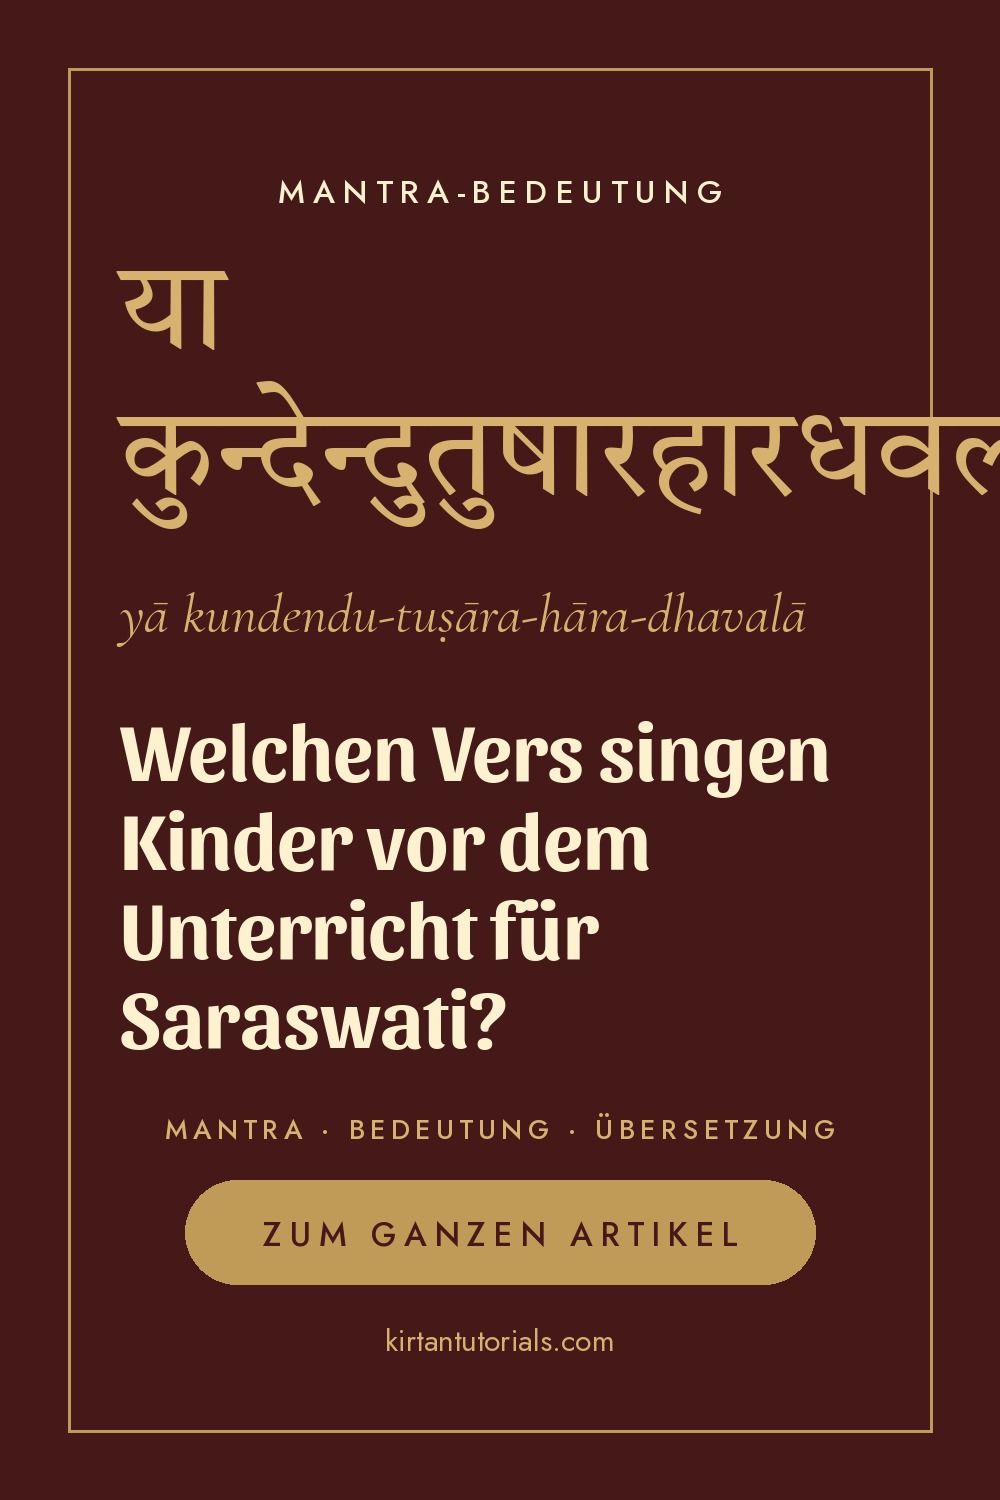 MANTRA-BEDEUTUNG
या
कुन्देन्दुतुषारहारधवल
yā kundendu-tuṣāra-hāra-dhavalā
Welchen Vers singen
Kinder vor dem
Unterricht für
Saraswati?
MANTRA · BEDEUTUNG · ÜBERSETZUNG
ZUM GANZEN ARTIKEL
kirtantutorials.com